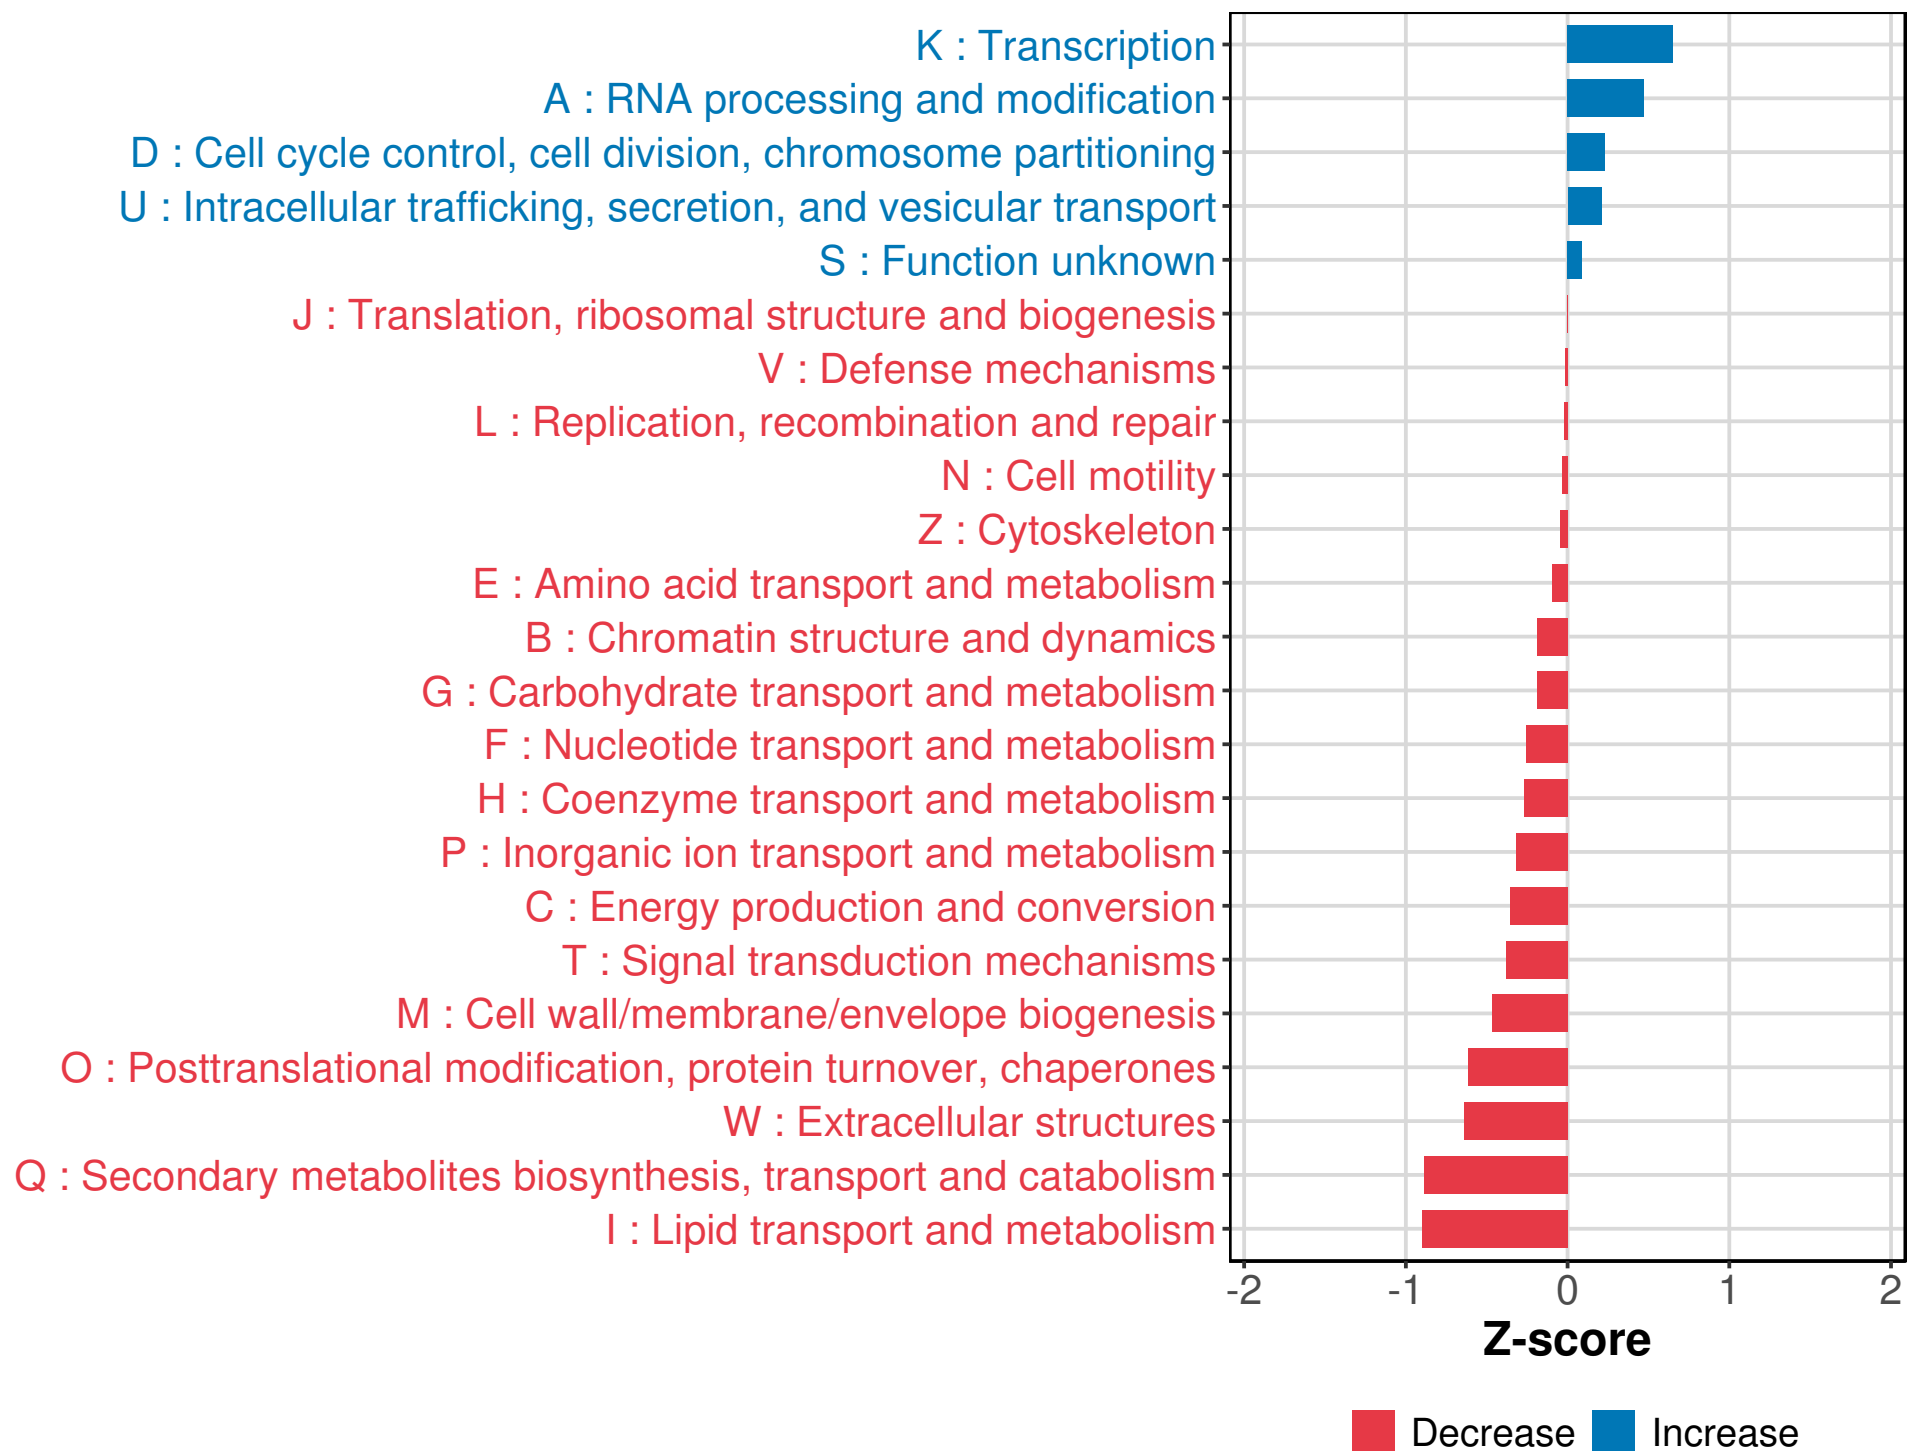 K : Transcription
A : RNA processing and modification
D : Cell cycle control, cell division, chromosome partitioning
U : Intracellular trafficking, secretion, and vesicular transport
S : Function unknown
J : Translation, ribosomal structure and biogenesis
V : Defense mechanisms
L : Replication, recombination and repair
N : Cell motility
Z : Cytoskeleton
E : Amino acid transport and metabolism
B : Chromatin structure and dynamics
G : Carbohydrate transport and metabolism
F : Nucleotide transport and metabolism
H : Coenzyme transport and metabolism
P : Inorganic ion transport and metabolism
C : Energy production and conversion
T : Signal transduction mechanisms
M : Cell wall/membrane/envelope biogenesis
O : Posttranslational modification, protein turnover, chaperones
W : Extracellular structures
Q : Secondary metabolites biosynthesis, transport and catabolism
I : Lipid transport and metabolism
-2 -1 0 1 2
Z-score
Decrease Increase